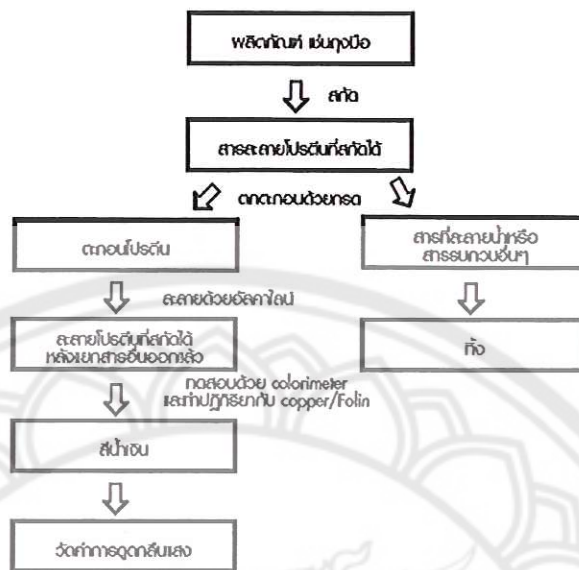 ผลิตภัณฑ์ เช่นถุงมือ
สกัด
สารละลายโปรตีนที่สกัดได้
ตกตะกอนด้วยกรด
ตะกอนโปรตีน
สารที่ละลายน้ำหรือ
สารรบกวนอื่นๆ
ละลายด้วยอัลคาไลน์
ละลายโปรตีนที่สกัดได้
หลังแยกสารอื่นออกแล้ว
ทิ้ง
ทดสอบด้วย colorimeter
และทำปฏิกิริยากับ copper/Folin
สีน้ำเงิน
วัดค่าการดูดกลืนแสง